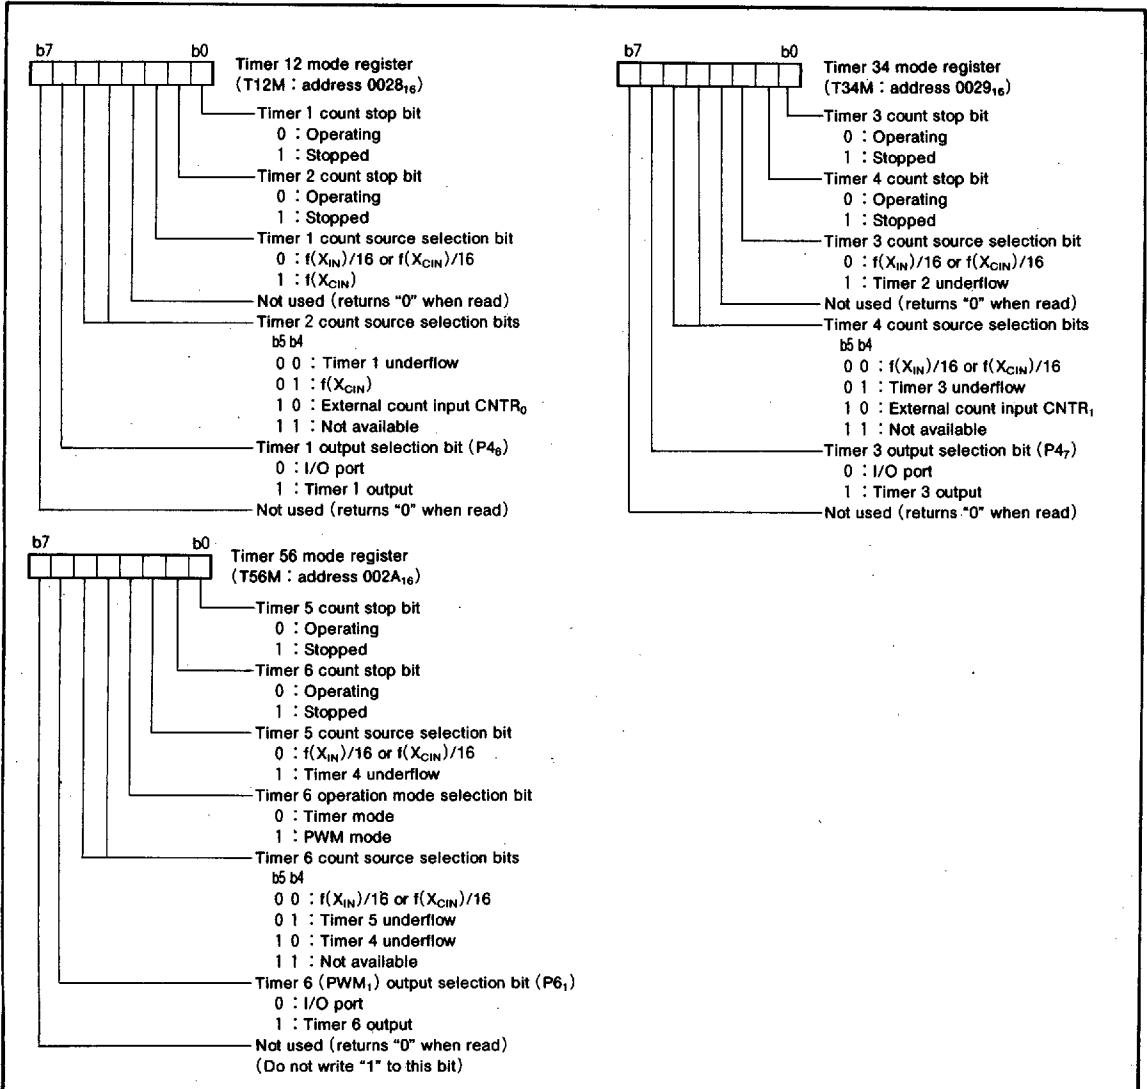 b7 b0
Timer 12 mode register
(T12M : address 0028₁₆)
Timer 1 count stop bit
0 : Operating
1 : Stopped
Timer 2 count stop bit
0 : Operating
1 : Stopped
Timer 1 count source selection bit
0 : f(X_IN)/16 or f(X_CIN)/16
1 : f(X_CIN)
Not used (returns "0" when read)
Timer 2 count source selection bits
b5 b4
0 0 : Timer 1 underflow
0 1 : f(X_CIN)
1 0 : External count input CNTR₀
1 1 : Not available
Timer 1 output selection bit (P4₆)
0 : I/O port
1 : Timer 1 output
Not used (returns "0" when read)
b7 b0
Timer 34 mode register
(T34M : address 0029₁₆)
Timer 3 count stop bit
0 : Operating
1 : Stopped
Timer 4 count stop bit
0 : Operating
1 : Stopped
Timer 3 count source selection bit
0 : f(X_IN)/16 or f(X_CIN)/16
1 : Timer 2 underflow
Not used (returns "0" when read)
Timer 4 count source selection bits
b5 b4
0 0 : f(X_IN)/16 or f(X_CIN)/16
0 1 : Timer 3 underflow
1 0 : External count input CNTR₁
1 1 : Not available
Timer 3 output selection bit (P4₇)
0 : I/O port
1 : Timer 3 output
Not used (returns "0" when read)
b7 b0
Timer 56 mode register
(T56M : address 002A₁₆)
Timer 5 count stop bit
0 : Operating
1 : Stopped
Timer 6 count stop bit
0 : Operating
1 : Stopped
Timer 5 count source selection bit
0 : f(X_IN)/16 or f(X_CIN)/16
1 : Timer 4 underflow
Timer 6 operation mode selection bit
0 : Timer mode
1 : PWM mode
Timer 6 count source selection bits
b5 b4
0 0 : f(X_IN)/16 or f(X_CIN)/16
0 1 : Timer 5 underflow
1 0 : Timer 4 underflow
1 1 : Not available
Timer 6 (PWM₁) output selection bit (P6₁)
0 : I/O port
1 : Timer 6 output
Not used (returns "0" when read)
(Do not write "1" to this bit)